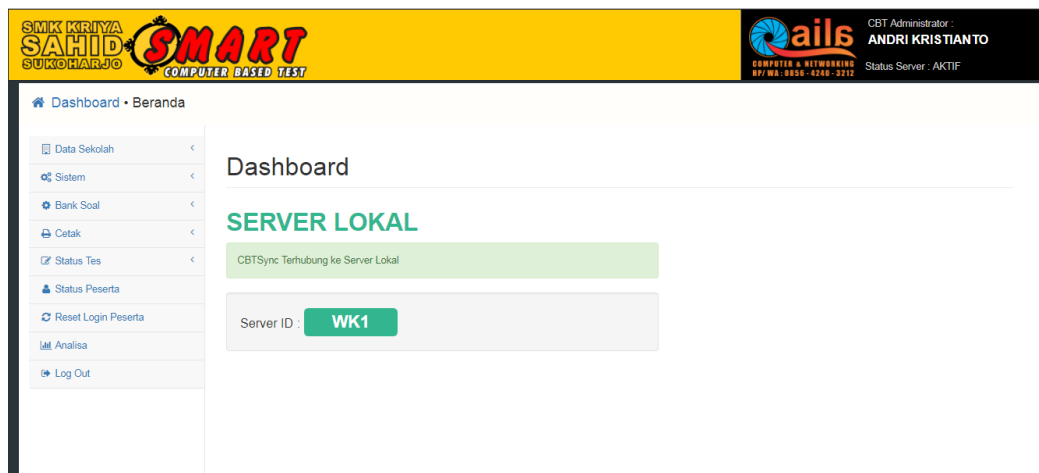 SMK KRIYA
SAHID
SUKOHARJO
SMART
COMPUTER BASED TEST
ails
COMPUTER & NETWORKING
HP/WA: 0856-4240-3212
CBT Administrator :
ANDRI KRISTIANTO
Status Server : AKTIF
Dashboard • Beranda
Data Sekolah
Sistem
Bank Soal
Cetak
Status Tes
Status Peserta
Reset Login Peserta
Analisa
Log Out
Dashboard
SERVER LOKAL
CBTSync Terhubung ke Server Lokal
Server ID : WK1